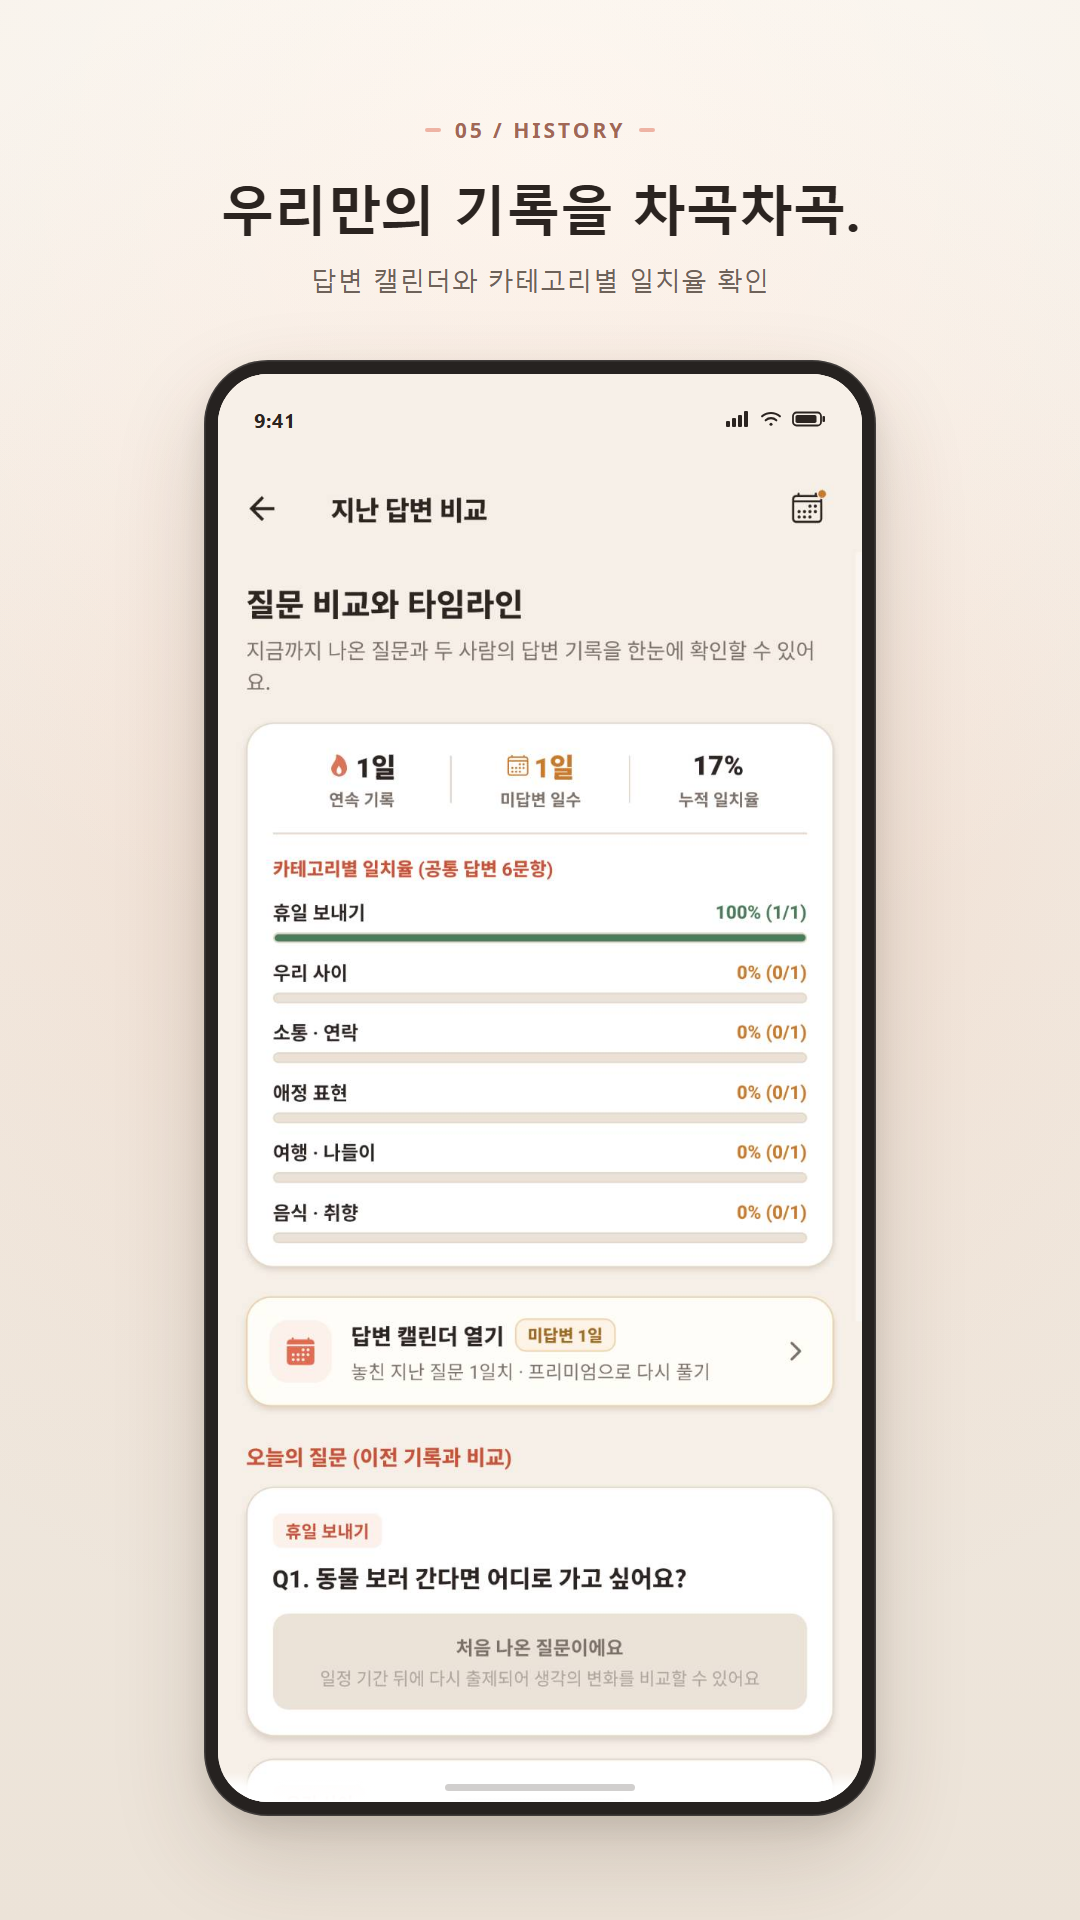 05 / HISTORY
우리만의 기록을 차곡차곡.
답변 캘린더와 카테고리별 일치율 확인
9:41
지난 답변 비교
질문 비교와 타임라인
지금까지 나온 질문과 두 사람의 답변 기록을 한눈에 확인할 수 있어
요.
1일 1일 17%
연속 기록 미답변 일수 누적 일치율
카테고리별 일치율 (공통 답변 6문항)
휴일 보내기 100% (1/1)
우리 사이 0% (0/1)
소통 · 연락 0% (0/1)
애정 표현 0% (0/1)
여행 · 나들이 0% (0/1)
음식 · 취향 0% (0/1)
답변 캘린더 열기 미답변 1일
놓친 지난 질문 1일치 · 프리미엄으로 다시 풀기
오늘의 질문 (이전 기록과 비교)
휴일 보내기
Q1. 동물 보러 간다면 어디로 가고 싶어요?
처음 나온 질문이에요
일정 기간 뒤에 다시 출제되어 생각의 변화를 비교할 수 있어요